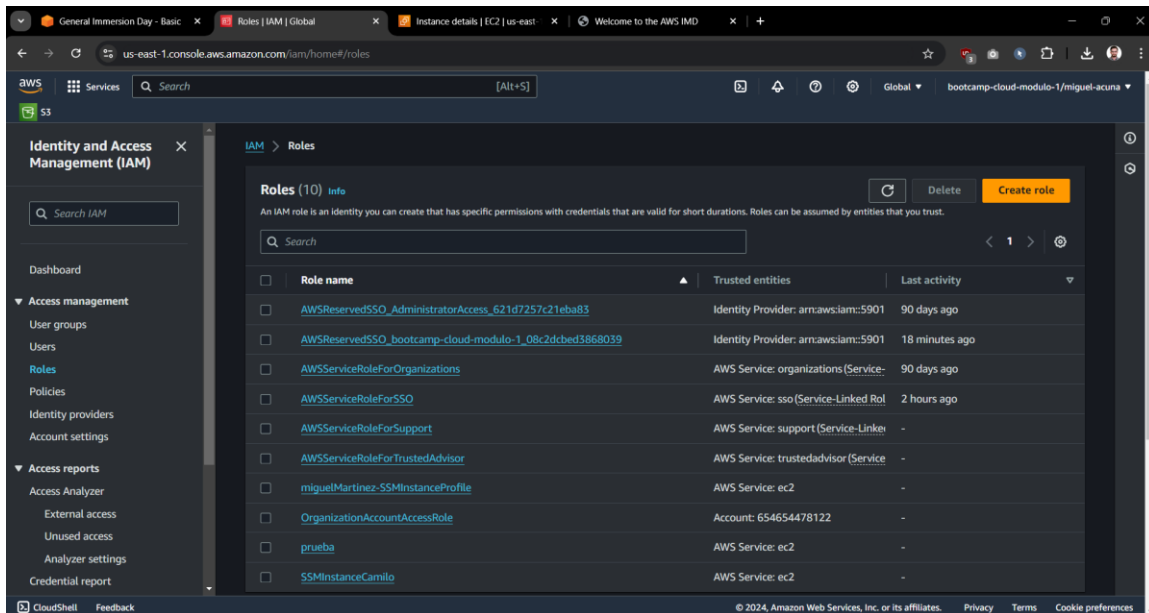 General Immersion Day - Basic
Roles | IAM | Global
Instance details | EC2 | us-east-
Welcome to the AWS IMD
us-east-1.console.aws.amazon.com/iam/home#/roles
aws
Services
Search
[Alt+S]
Global
bootcamp-cloud-modulo-1/miguel-acuna
S3
Identity and Access
Management (IAM)
Search IAM
Dashboard
Access management
User groups
Users
Roles
Policies
Identity providers
Account settings
Access reports
Access Analyzer
External access
Unused access
Analyzer settings
Credential report
IAM > Roles
Roles (10) Info
Delete
Create role
An IAM role is an identity you can create that has specific permissions with credentials that are valid for short durations. Roles can be assumed by entities that you trust.
Search
1
Role name Trusted entities Last activity
AWSReservedSSO_AdministratorAccess_621d7257c21eba83 Identity Provider: arn:aws:iam::5901 90 days ago
AWSReservedSSO_bootcamp-cloud-modulo-1_08c2dcbed3868039 Identity Provider: arn:aws:iam::5901 18 minutes ago
AWSServiceRoleForOrganizations AWS Service: organizations (Service- 90 days ago
AWSServiceRoleForSSO AWS Service: sso (Service-Linked Rol 2 hours ago
AWSServiceRoleForSupport AWS Service: support (Service-Linke -
AWSServiceRoleForTrustedAdvisor AWS Service: trustedadvisor (Service -
miguelMartinez-SSMInstanceProfile AWS Service: ec2 -
OrganizationAccountAccessRole Account: 654654478122 -
prueba AWS Service: ec2 -
SSMInstanceCamilo AWS Service: ec2 -
CloudShell Feedback
© 2024, Amazon Web Services, Inc. or its affiliates. Privacy Terms Cookie preferences